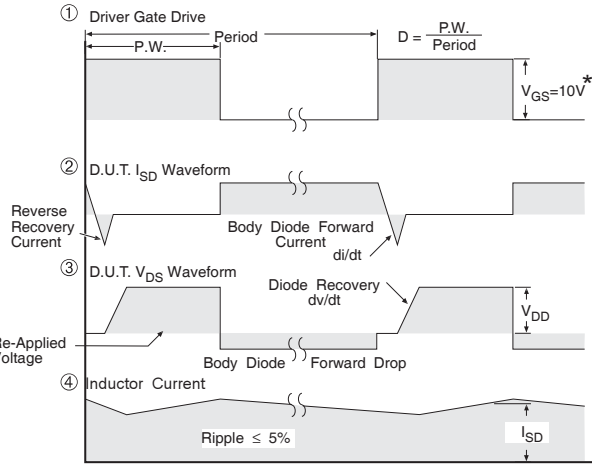 ① Driver Gate Drive
P.W.
Period
D = P.W.
Period
V_GS=10V*
② D.U.T. I_SD Waveform
Reverse
Recovery
Current
Body Diode Forward
Current
di/dt
③ D.U.T. V_DS Waveform
Diode Recovery
dv/dt
V_DD
Re-Applied
Voltage
Body Diode Forward Drop
④ Inductor Current
Ripple ≤ 5%
I_SD